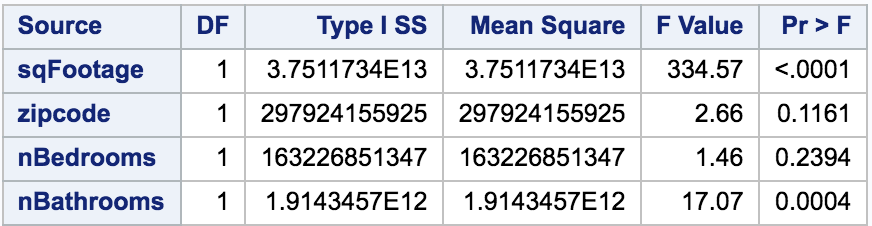 Source DF Type I SS Mean Square F Value Pr > F
sqFootage 1 3.7511734E13 3.7511734E13 334.57 <.0001
zipcode 1 297924155925 297924155925 2.66 0.1161
nBedrooms 1 163226851347 163226851347 1.46 0.2394
nBathrooms 1 1.9143457E12 1.9143457E12 17.07 0.0004